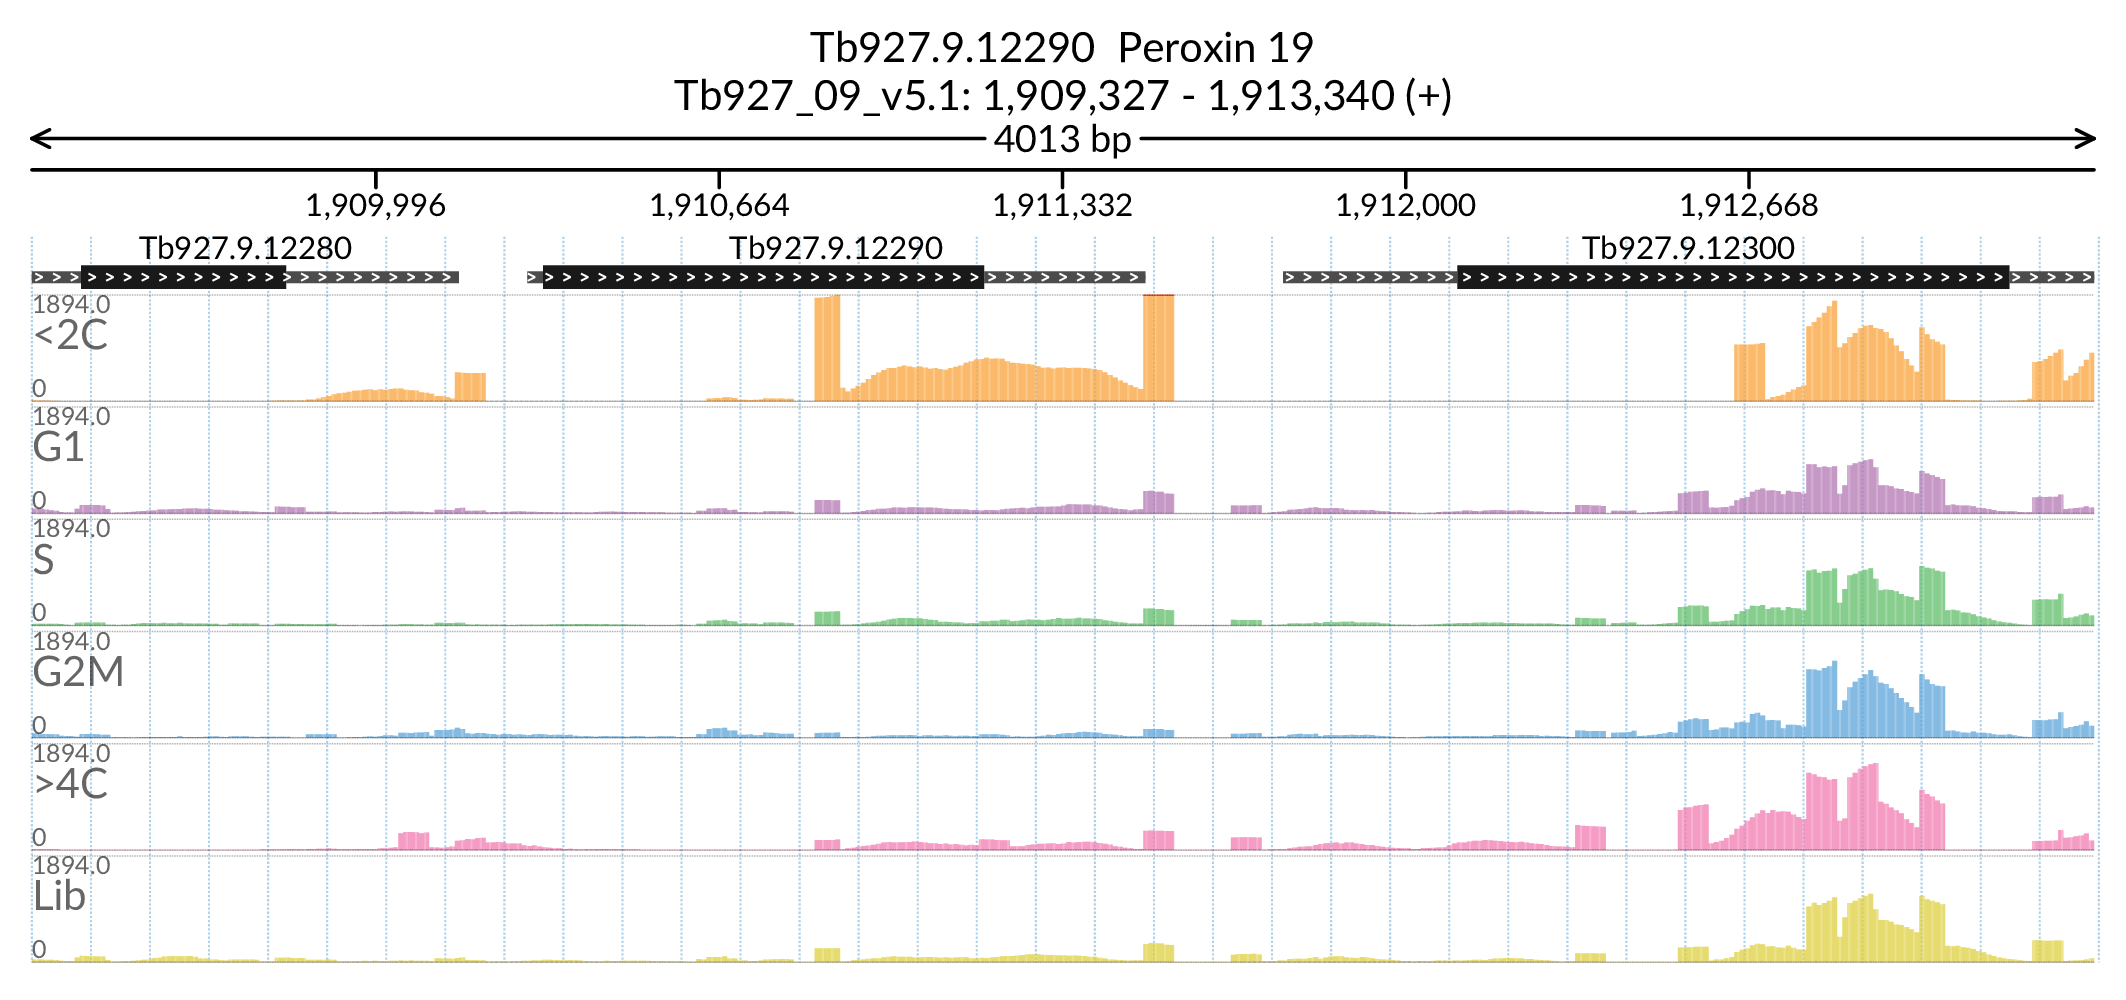 Tb927.9.12290  Peroxin 19
Tb927_09_v5.1: 1,909,327 - 1,913,340 (+)
4013 bp
1,909,996 1,910,664 1,911,332 1,912,000 1,912,668
Tb927.9.12280 Tb927.9.12290 Tb927.9.12300
1894.0
<2C
0
1894.0
G1
0
1894.0
S
0
1894.0
G2M
0
1894.0
>4C
0
1894.0
Lib
0